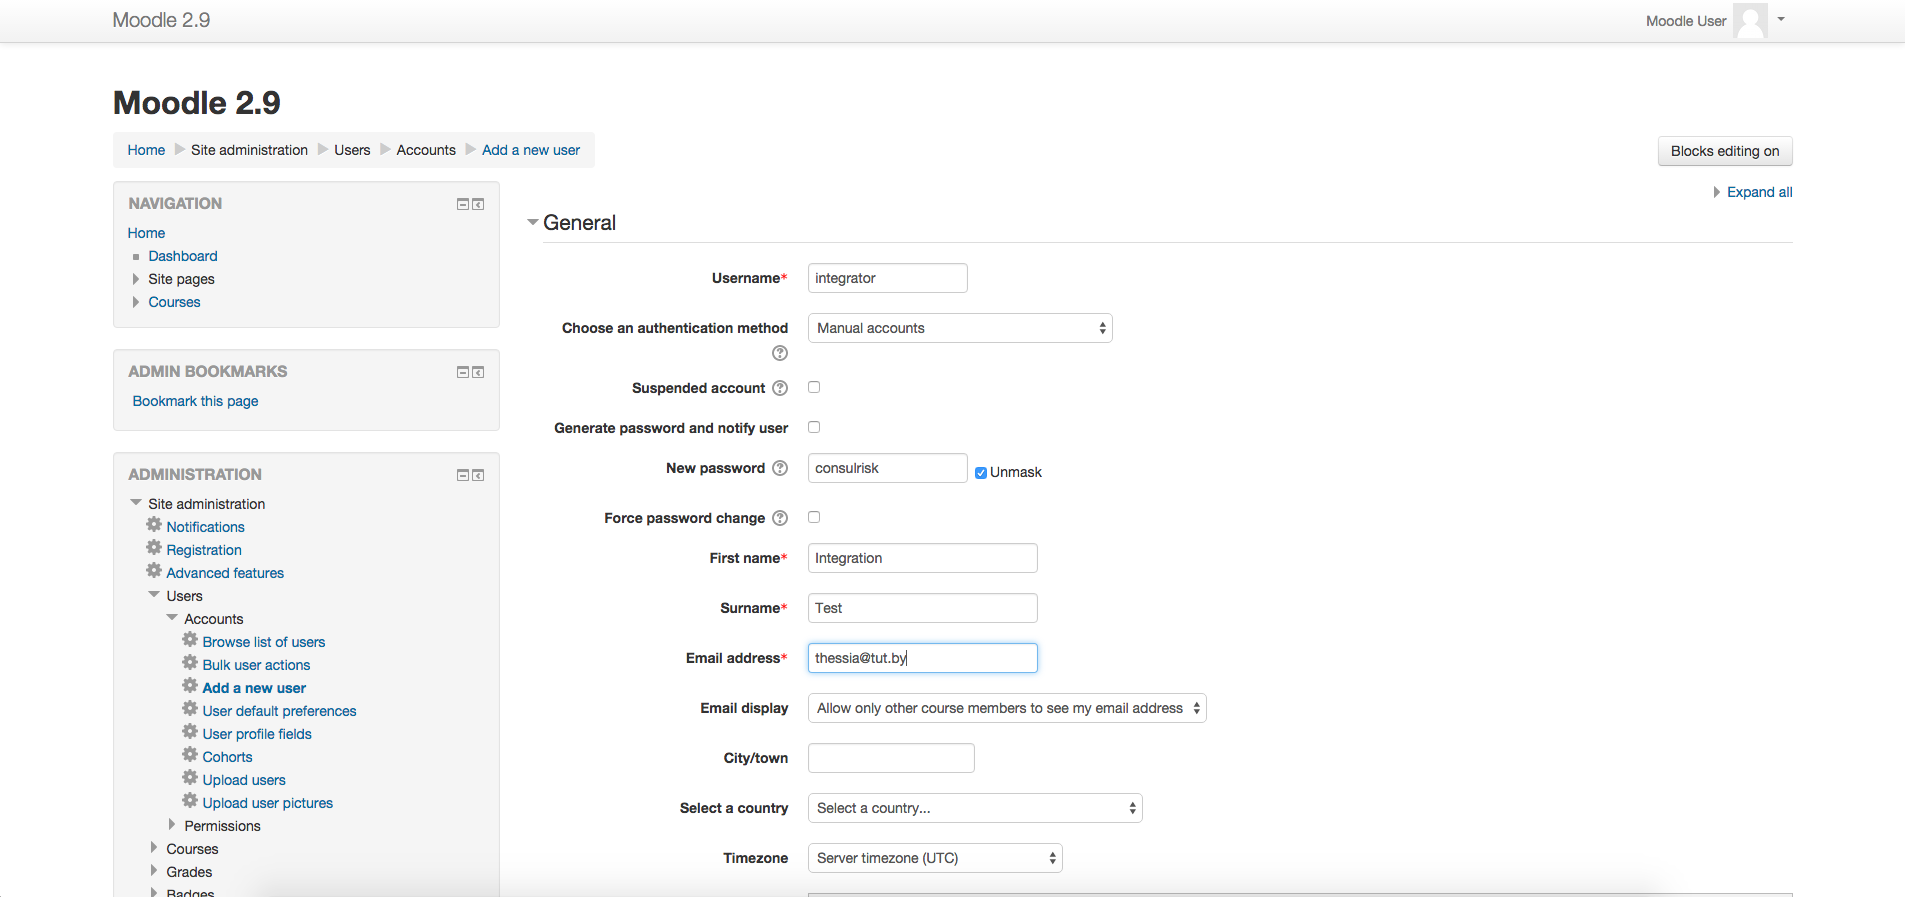 Moodle 2.9
Moodle User
Moodle 2.9
Home Site administration Users Accounts Add a new user
Blocks editing on
Expand all
NAVIGATION
Home
Dashboard
Site pages
Courses
ADMIN BOOKMARKS
Bookmark this page
ADMINISTRATION
Site administration
Notifications
Registration
Advanced features
Users
Accounts
Browse list of users
Bulk user actions
Add a new user
User default preferences
User profile fields
Cohorts
Upload users
Upload user pictures
Permissions
Courses
Grades
Badges
General
Username* integrator
Choose an authentication method Manual accounts
Suspended account
Generate password and notify user
New password consulrisk Unmask
Force password change
First name* Integration
Surname* Test
Email address* thessia@tut.by
Email display Allow only other course members to see my email address
City/town
Select a country Select a country...
Timezone Server timezone (UTC)